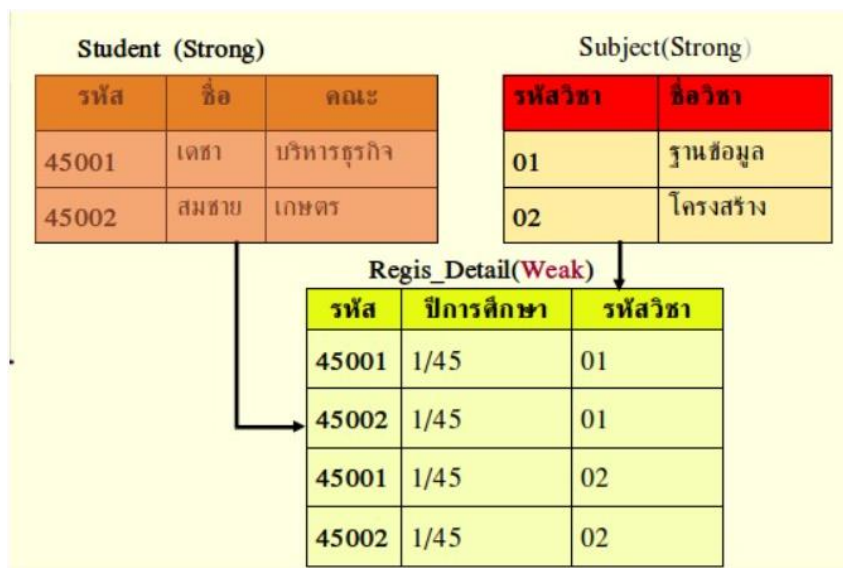 Student (Strong)
รหัส ชื่อ คณะ
45001 เดชา บริหารธุรกิจ
45002 สมชาย เกษตร
Subject(Strong)
รหัสวิชา ชื่อวิชา
01 ฐานข้อมูล
02 โครงสร้าง
Regis_Detail(Weak)
รหัส ปีการศึกษา รหัสวิชา
45001 1/45 01
45002 1/45 01
45001 1/45 02
45002 1/45 02